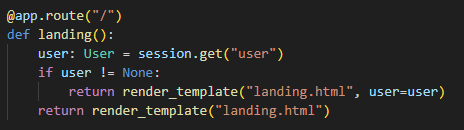 @app.route("/")
def landing():
    user: User = session.get("user")
    if user != None:
        return render_template("landing.html", user=user)
    return render_template("landing.html")